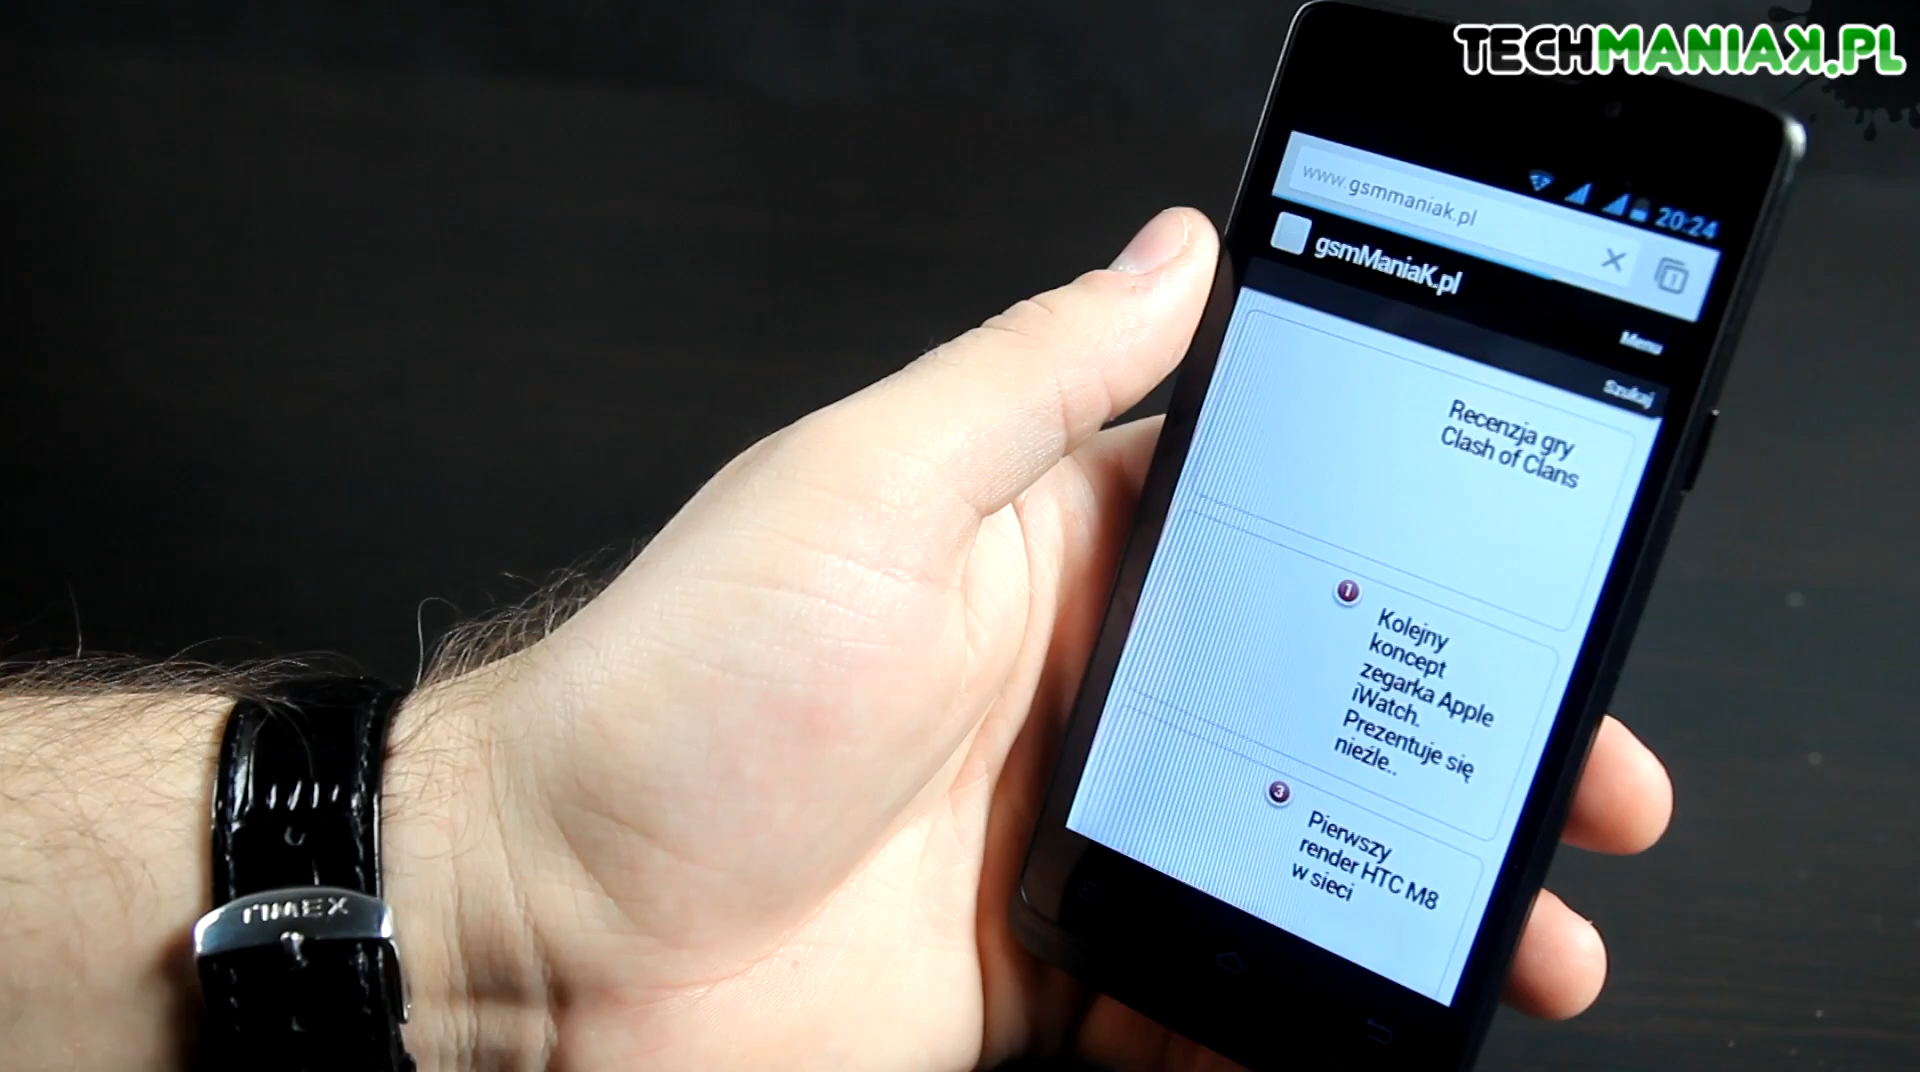 TECHMANIAK.PL
20:24
www.gsmmaniak.pl
1
gsmManiaK.pl
Menu
Szukaj
Recenzja gry
Clash of Clans
1
Kolejny
koncept
zegarka Apple
iWatch.
Prezentuje się
nieźle..
3
Pierwszy
render HTC M8
w sieci
TIMEX